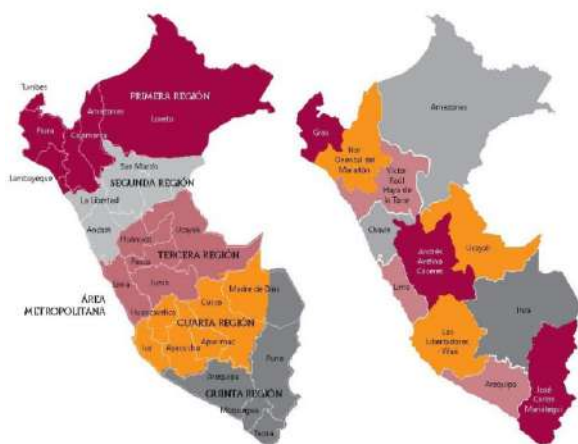 PRIMERA REGIÓN
Tumbes
Piura
Amazonas
Cajamarca
Loreto
Lambayeque
San Martín
SEGUNDA REGIÓN
La Libertad
Ancash
Huánuco
Ucayali
TERCERA REGIÓN
Pasco
Lima
Junín
ÁREA
METROPOLITANA
Huancavelica
Cusco
Madre de Dios
CUARTA REGIÓN
Ica
Ayacucho
Apurímac
Puno
Arequipa
QUINTA REGIÓN
Moquegua
Tacna
Amazonas
Grau
Nor
Oriental del
Marañón
Víctor
Raúl
Haya de
la Torre
Chavín
Ucayali
Andrés
Avelino
Cáceres
Lima
Inca
Los
Libertadores
- Wari
Arequipa
José
Carlos
Mariátegui